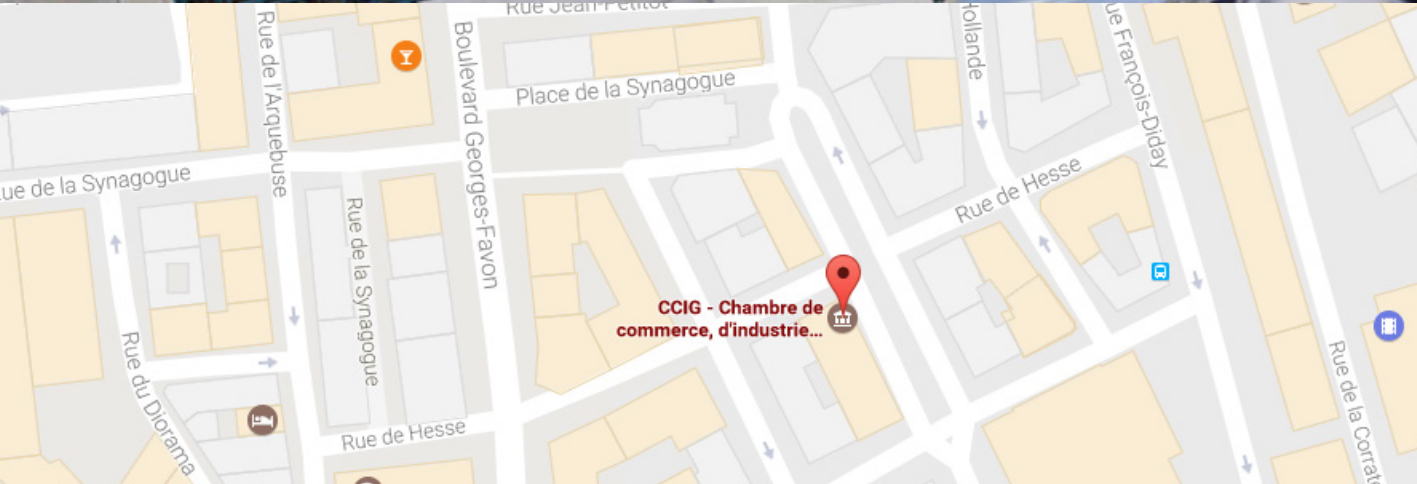 Rue Jean-Petitot
Rue de l'Arquebuse
Boulevard Georges-Favon
Place de la Synagogue
Hollande
ue François-Diday
ue de la Synagogue
Rue de la Synagogue
Rue de Hesse
CCIG - Chambre de
commerce, d'industrie...
Rue du Diorama
Rue de Hesse
Rue de la Corrate